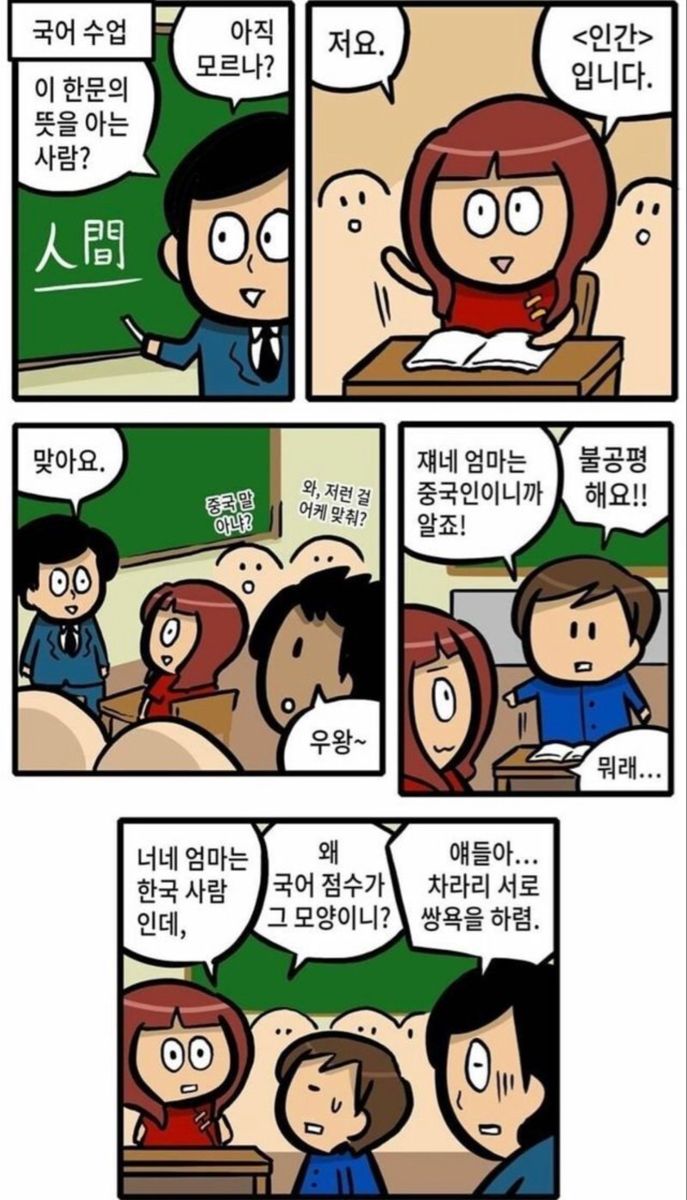 국어 수업
아직
모르나?
이 한문의
뜻을 아는
사람?
人間
저요.
<인간>
입니다.
맞아요.
중국 말
아냐?
와, 저런 걸
어케 맞춰?
우왕~
쟤네 엄마는
중국인이니까
알죠!
불공평
해요!!
뭐래...
너네 엄마는
한국 사람
인데,
왜
국어 점수가
그 모양이니?
얘들아...
차라리 서로
쌍욕을 하렴.